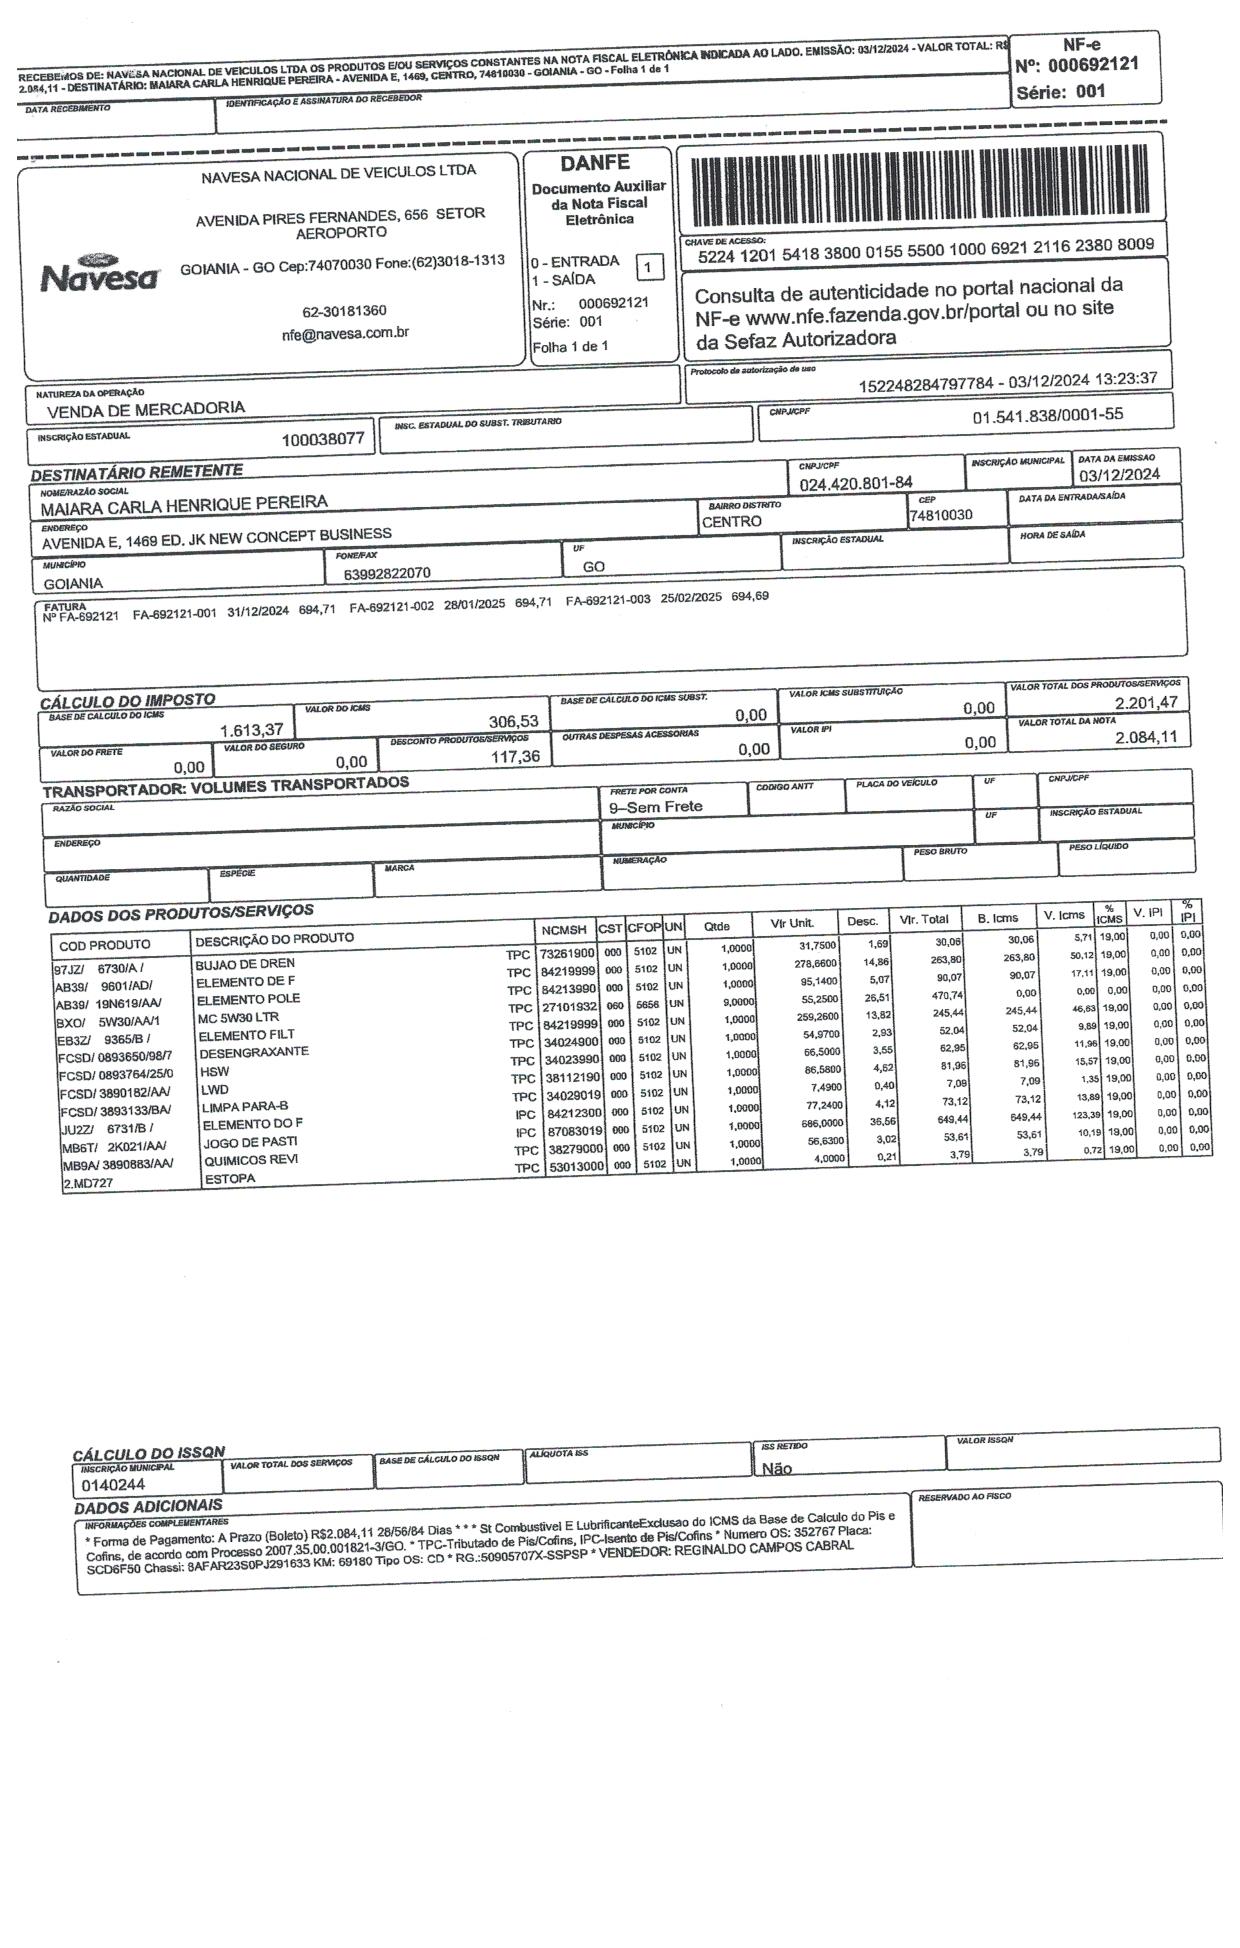 RECEBEMOS DE: NAVESA NACIONAL DE VEICULOS LTDA OS PRODUTOS E/OU SERVIÇOS CONSTANTES NA NOTA FISCAL ELETRÔNICA INDICADA AO LADO. EMISSÃO: 03/12/2024 - VALOR TOTAL: R$
2.084,11 - DESTINATÁRIO: MAIARA CARLA HENRIQUE PEREIRA - AVENIDA E, 1469, CENTRO, 74810030 - GOIANIA - GO - Folha 1 de 1
DATA RECEBIMENTO
IDENTIFICAÇÃO E ASSINATURA DO RECEBEDOR
NF-e
Nº: 000692121
Série: 001
NAVESA NACIONAL DE VEICULOS LTDA
AVENIDA PIRES FERNANDES, 656 SETOR
AEROPORTO
Navesa
GOIANIA - GO Cep:74070030 Fone:(62)3018-1313
62-30181360
nfe@navesa.com.br
DANFE
Documento Auxiliar
da Nota Fiscal
Eletrônica
0 - ENTRADA
1 - SAÍDA
1
Nr.: 000692121
Série: 001
Folha 1 de 1
CHAVE DE ACESSO:
5224 1201 5418 3800 0155 5500 1000 6921 2116 2380 8009
Consulta de autenticidade no portal nacional da
NF-e www.nfe.fazenda.gov.br/portal ou no site
da Sefaz Autorizadora
NATUREZA DA OPERAÇÃO
VENDA DE MERCADORIA
Protocolo de autorização de uso
152248284797784 - 03/12/2024 13:23:37
INSCRIÇÃO ESTADUAL
100038077
INSC. ESTADUAL DO SUBST. TRIBUTARIO
CNPJ/CPF
01.541.838/0001-55
DESTINATÁRIO REMETENTE
NOME/RAZÃO SOCIAL
MAIARA CARLA HENRIQUE PEREIRA
CNPJ/CPF
024.420.801-84
INSCRIÇÃO MUNICIPAL
DATA DA EMISSAO
03/12/2024
ENDEREÇO
AVENIDA E, 1469 ED. JK NEW CONCEPT BUSINESS
BAIRRO DISTRITO
CENTRO
CEP
74810030
DATA DA ENTRADA/SAÍDA
MUNICÍPIO
GOIANIA
FONE/FAX
63992822070
UF
GO
INSCRIÇÃO ESTADUAL
HORA DE SAÍDA
FATURA
Nº FA-692121 FA-692121-001 31/12/2024 694,71 FA-692121-002 28/01/2025 694,71 FA-692121-003 25/02/2025 694,69
CÁLCULO DO IMPOSTO
BASE DE CALCULO DO ICMS
1.613,37
VALOR DO ICMS
306,53
BASE DE CALCULO DO ICMS SUBST.
0,00
VALOR ICMS SUBSTITUIÇÃO
0,00
VALOR TOTAL DOS PRODUTOS/SERVIÇOS
2.201,47
VALOR DO FRETE
0,00
VALOR DO SEGURO
0,00
DESCONTO PRODUTOS/SERVIÇOS
117,36
OUTRAS DESPESAS ACESSORIAS
0,00
VALOR IPI
0,00
VALOR TOTAL DA NOTA
2.084,11
TRANSPORTADOR: VOLUMES TRANSPORTADOS
RAZÃO SOCIAL
FRETE POR CONTA
9–Sem Frete
CODIGO ANTT
PLACA DO VEÍCULO
UF
CNPJ/CPF
ENDEREÇO
MUNICÍPIO
UF
INSCRIÇÃO ESTADUAL
QUANTIDADE
ESPÉCIE
MARCA
NUMERAÇÃO
PESO BRUTO
PESO LÍQUIDO
DADOS DOS PRODUTOS/SERVIÇOS
COD PRODUTO DESCRIÇÃO DO PRODUTO NCMSH CST CFOP UN Qtde Vlr Unit. Desc. Vlr. Total B. Icms V. Icms % ICMS V. IPI % IPI
97JZ/ 6730/A / BUJAO DE DREN TPC 73261900 000 5102 UN 1,0000 31,7500 1,69 30,06 30,06 5,71 19,00 0,00 0,00
AB39/ 9601/AD/ ELEMENTO DE F TPC 84219999 000 5102 UN 1,0000 278,6600 14,86 263,80 263,80 50,12 19,00 0,00 0,00
AB39/ 19N619/AA/ ELEMENTO POLE TPC 84213990 000 5102 UN 1,0000 95,1400 5,07 90,07 90,07 17,11 19,00 0,00 0,00
BXO/ 5W30/AA/1 MC 5W30 LTR TPC 27101932 060 5656 UN 9,0000 55,2500 26,51 470,74 0,00 0,00 0,00 0,00 0,00
EB3Z/ 9365/B / ELEMENTO FILT TPC 84219999 000 5102 UN 1,0000 259,2600 13,82 245,44 245,44 46,63 19,00 0,00 0,00
FCSD/ 0893650/98/7 DESENGRAXANTE TPC 34024900 000 5102 UN 1,0000 54,9700 2,93 52,04 52,04 9,89 19,00 0,00 0,00
FCSD/ 0893764/25/0 HSW TPC 34023990 000 5102 UN 1,0000 66,5000 3,55 62,95 62,95 11,96 19,00 0,00 0,00
FCSD/ 3890182/AA/ LWD TPC 38112190 000 5102 UN 1,0000 86,5800 4,62 81,96 81,96 15,57 19,00 0,00 0,00
FCSD/ 3893133/BA/ LIMPA PARA-B TPC 34029019 000 5102 UN 1,0000 7,4900 0,40 7,09 7,09 1,35 19,00 0,00 0,00
JU2Z/ 6731/B / ELEMENTO DO F IPC 84212300 000 5102 UN 1,0000 77,2400 4,12 73,12 73,12 13,89 19,00 0,00 0,00
MB6T/ 2K021/AA/ JOGO DE PASTI IPC 87083019 000 5102 UN 1,0000 686,0000 36,56 649,44 649,44 123,39 19,00 0,00 0,00
MB9A/ 3890883/AA/ QUIMICOS REVI TPC 38279000 000 5102 UN 1,0000 56,6300 3,02 53,61 53,61 10,19 19,00 0,00 0,00
2.MD727 ESTOPA TPC 53013000 000 5102 UN 1,0000 4,0000 0,21 3,79 3,79 0,72 19,00 0,00 0,00
CÁLCULO DO ISSQN
INSCRIÇÃO MUNICIPAL
0140244
VALOR TOTAL DOS SERVIÇOS
BASE DE CÁLCULO DO ISSQN
ALÍQUOTA ISS
ISS RETIDO
Não
VALOR ISSQN
DADOS ADICIONAIS
INFORMAÇÕES COMPLEMENTARES
* Forma de Pagamento: A Prazo (Boleto) R$2.084,11 28/56/84 Dias * * * St Combustivel E LubrificanteExclusao do ICMS da Base de Calculo do Pis e
Cofins, de acordo com Processo 2007.35.00.001821-3/GO. * TPC-Tributado de Pis/Cofins, IPC-Isento de Pis/Cofins * Numero OS: 352767 Placa:
SCD6F50 Chassi: 8AFAR23S0PJ291633 KM: 69180 Tipo OS: CD * RG.:50905707X-SSPSP * VENDEDOR: REGINALDO CAMPOS CABRAL
RESERVADO AO FISCO